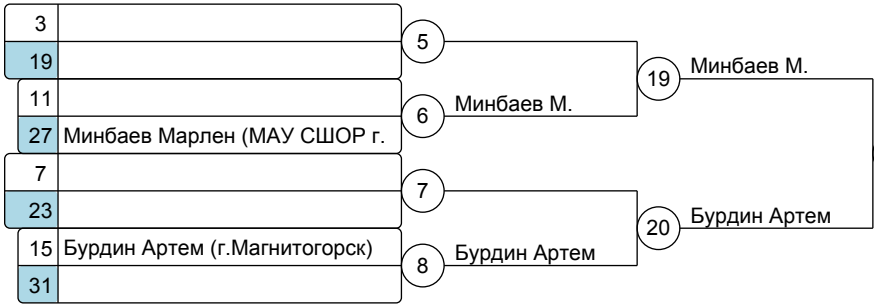 3
5
19
19 Минбаев М.
11
6 Минбаев М.
27 Минбаев Марлен (МАУ СШОР г.
7
7
23
20 Бурдин Артем
15 Бурдин Артем (г.Магнитогорск)
8 Бурдин Артем
31